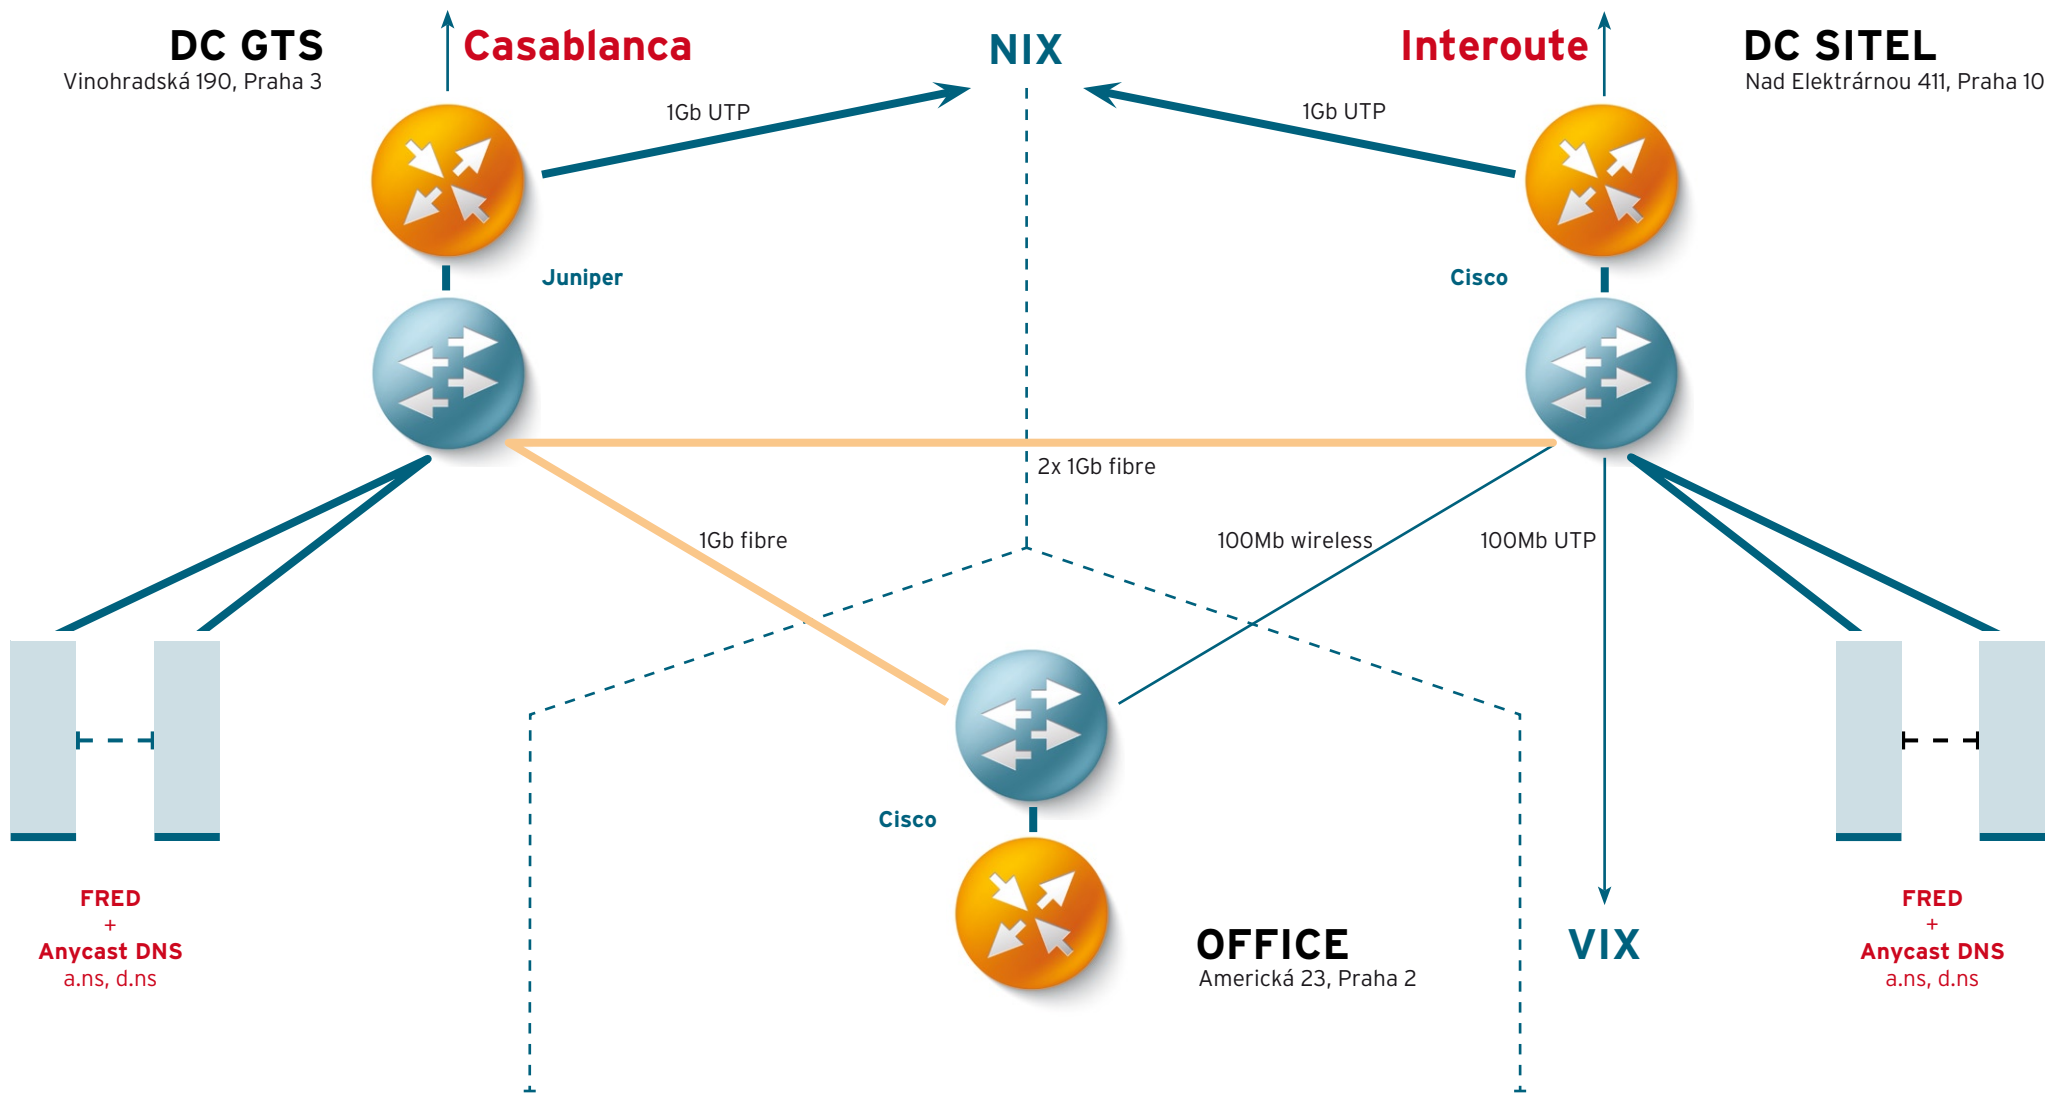 DC GTS
Vinohradská 190, Praha 3
Casablanca
NIX
Interoute
DC SITEL
Nad Elektrárnou 411, Praha 10
1Gb UTP
1Gb UTP
Juniper
Cisco
2x 1Gb fibre
1Gb fibre
100Mb wireless
100Mb UTP
Cisco
FRED
+
Anycast DNS
a.ns, d.ns
OFFICE
Americká 23, Praha 2
VIX
FRED
+
Anycast DNS
a.ns, d.ns